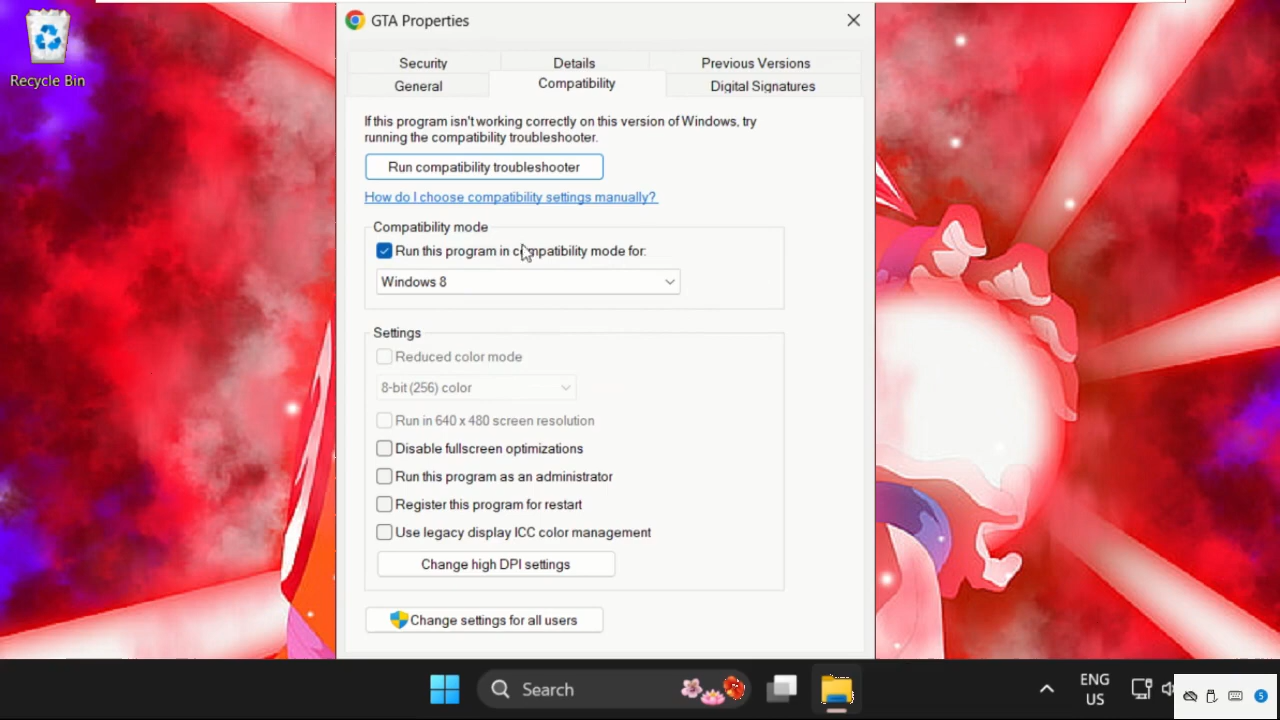 Recycle Bin
GTA Properties
Security
Details
Previous Versions
General
Compatibility
Digital Signatures
If this program isn't working correctly on this version of Windows, try
running the compatibility troubleshooter.
Run compatibility troubleshooter
How do I choose compatibility settings manually?
Compatibility mode
Run this program in compatibility mode for:
Windows 8
Settings
Reduced color mode
8-bit (256) color
Run in 640 x 480 screen resolution
Disable fullscreen optimizations
Run this program as an administrator
Register this program for restart
Use legacy display ICC color management
Change high DPI settings
Change settings for all users
Search
ENG
US
5